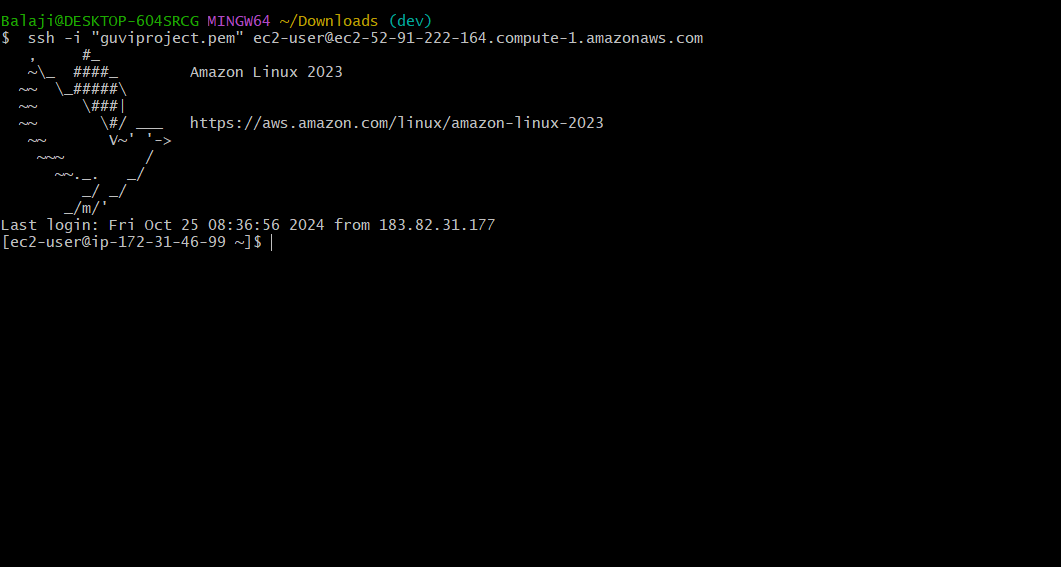 Balaji@DESKTOP-6O4SRCG MINGW64 ~/Downloads (dev)
$  ssh -i "guviproject.pem" ec2-user@ec2-52-91-222-164.compute-1.amazonaws.com
   ,     #_
   ~\_  ####_        Amazon Linux 2023
  ~~  \_#####\
  ~~     \###|
  ~~       \#/ ___   https://aws.amazon.com/linux/amazon-linux-2023
   ~~       V~' '->
    ~~~         /
      ~~._.   _/
         _/ _/
       _/m/'
Last login: Fri Oct 25 08:36:56 2024 from 183.82.31.177
[ec2-user@ip-172-31-46-99 ~]$